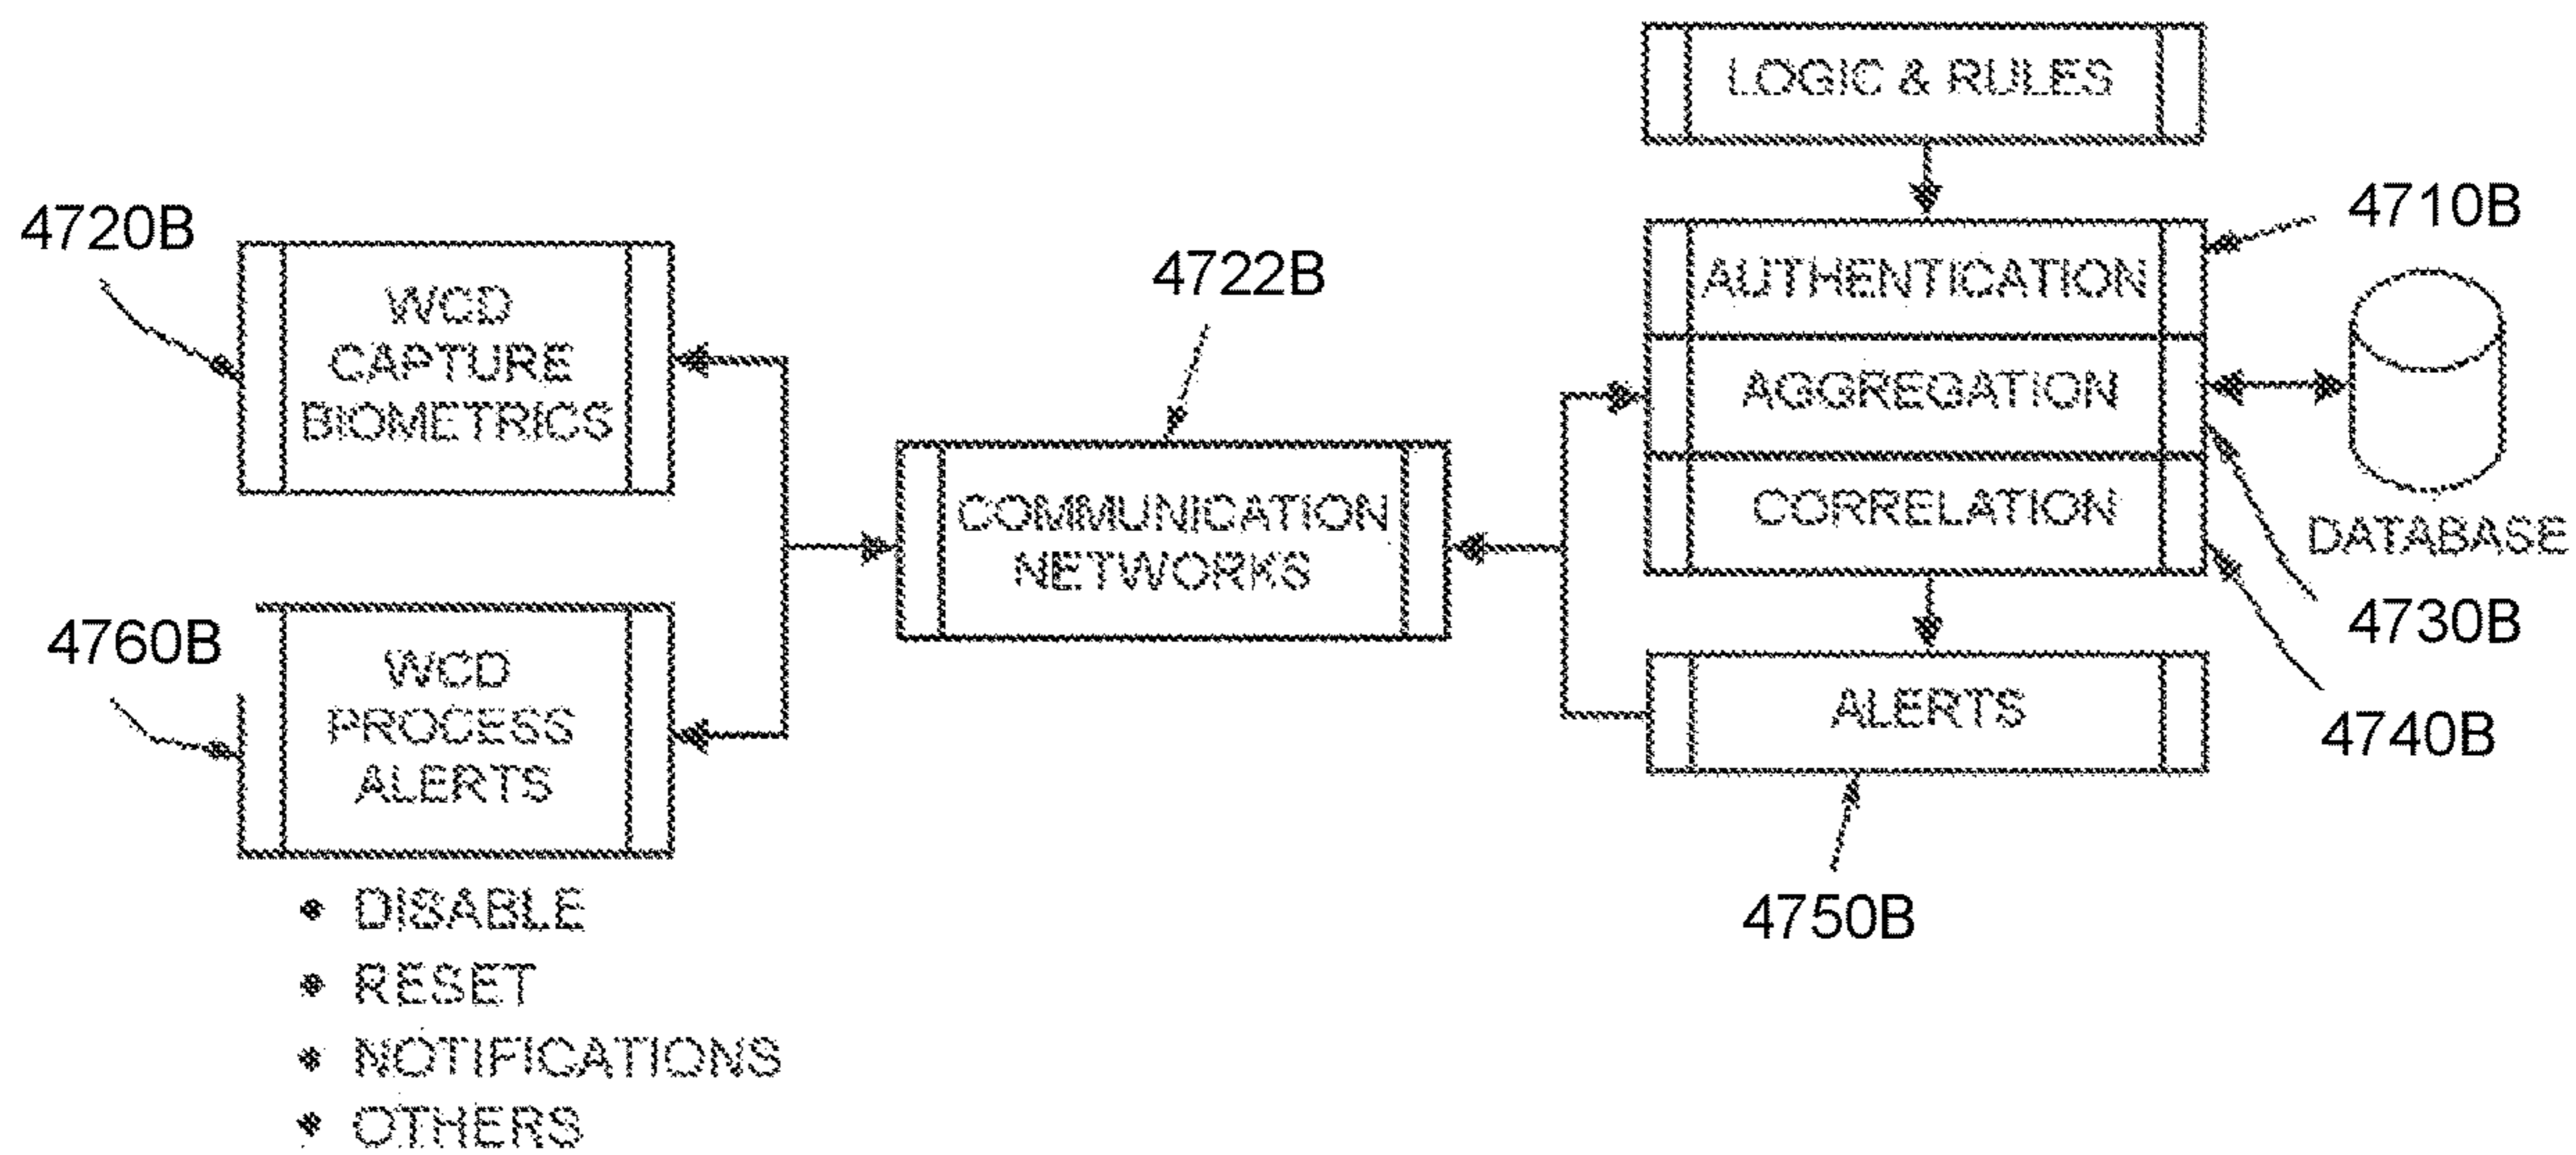 LOGIC & RULES
4710B
4720B
AUTHENTICATION
WCD
CAPTURE
BIOMETRICS
4722B
AGGREGATION
COMMUNICATION
NETWORKS
CORRELATION
DATABASE
4730B
4760B
WCD
PROCESS
ALERTS
ALERTS
4740B
4750B
• DISABLE
• RESET
• NOTIFICATIONS
• OTHERS